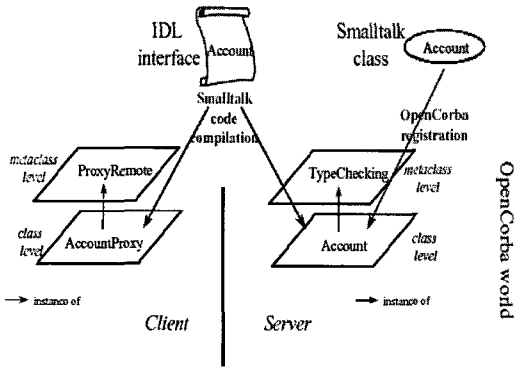 IDL
interface
Account
Smalltalk
class
Account
Smalltalk
code
compilation
OpenCorba
registration
metaclass
level
ProxyRemote
TypeChecking
metaclass
level
class
level
AccountProxy
Account
class
level
OpenCorba world
instance of
instance of
Client
Server